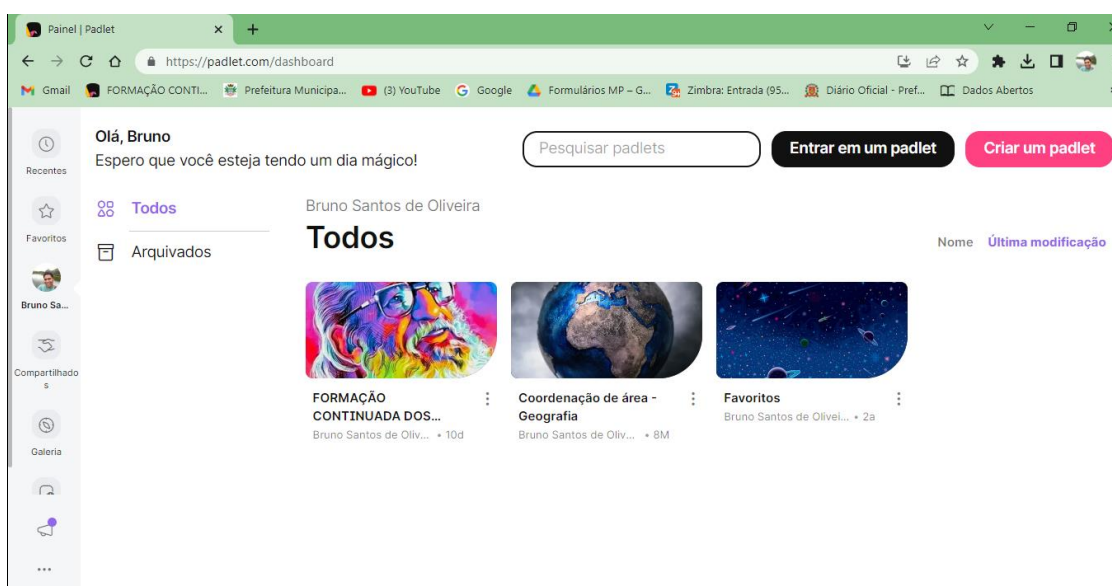 Painel | Padlet
https://padlet.com/dashboard
Gmail
FORMAÇÃO CONTI...
Prefeitura Municipa...
(3) YouTube
Google
Formulários MP – G...
Zimbra: Entrada (95...
Diário Oficial - Pref...
Dados Abertos
Recentes
Favoritos
Bruno Sa...
Compartilhado
s
Galeria
Olá, Bruno
Espero que você esteja tendo um dia mágico!
Pesquisar padlets
Entrar em um padlet
Criar um padlet
Todos
Arquivados
Bruno Santos de Oliveira
Todos
Nome
Última modificação
FORMAÇÃO
CONTINUADA DOS...
Bruno Santos de Oliv... • 10d
Coordenação de área -
Geografia
Bruno Santos de Oliv... • 8M
Favoritos
Bruno Santos de Olivei... • 2a